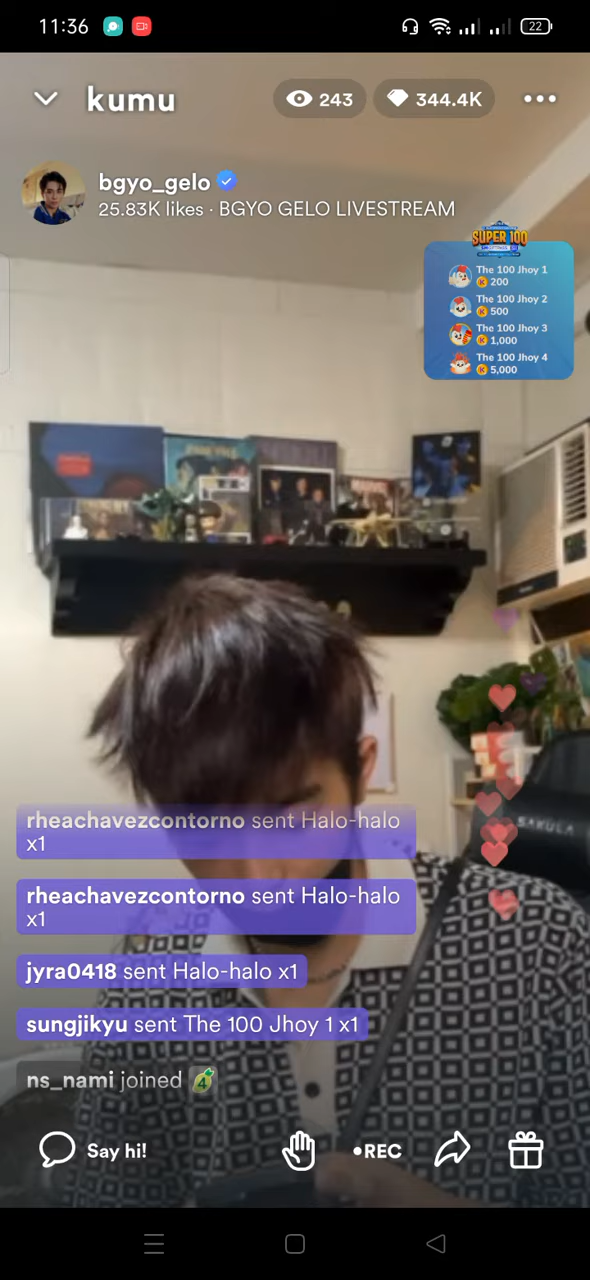 11:36
22
kumu
243
344.4K
bgyo_gelo
25.83K likes · BGYO GELO LIVESTREAM
SUPER 100
The 100 Jhoy 1
200
The 100 Jhoy 2
500
The 100 Jhoy 3
1,000
The 100 Jhoy 4
5,000
SAKULA
rheachavezcontorno sent Halo-halo
x1
rheachavezcontorno sent Halo-halo
x1
jyra0418 sent Halo-halo x1
sungjikyu sent The 100 Jhoy 1 x1
ns_nami joined 4
Say hi!
•REC